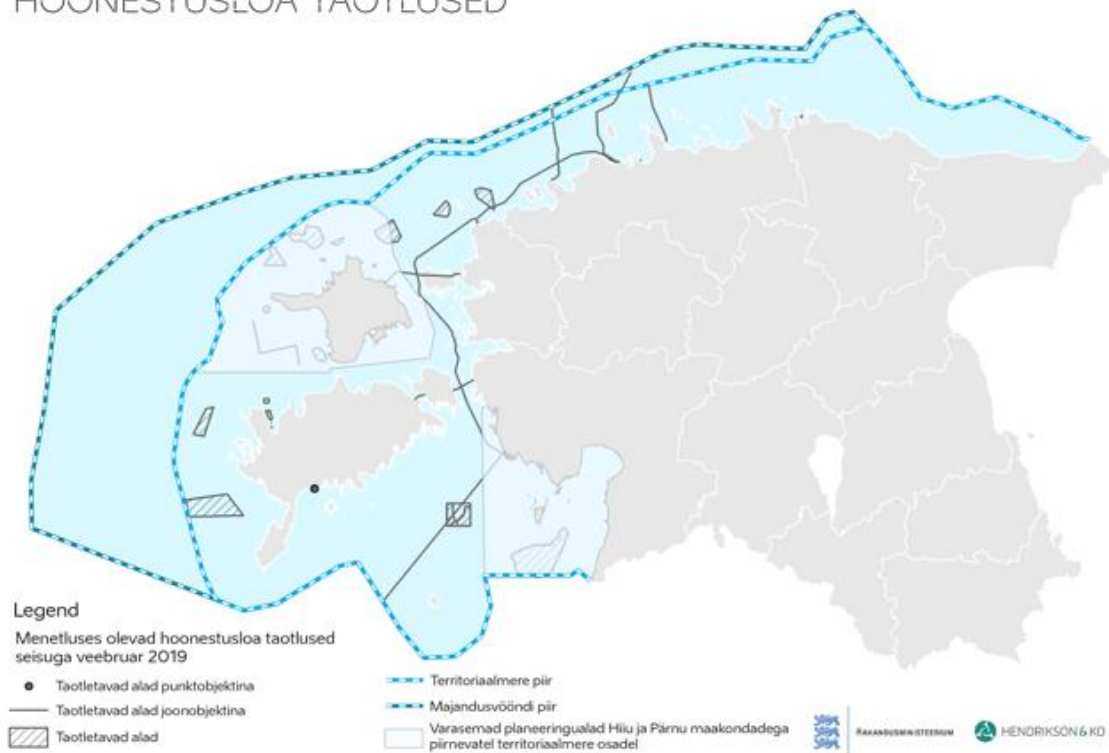 HOONESTUSLOA TAOTLUSED
Legend
Menetluses olevad hoonestusloa taotlused
seisuga veebruar 2019
Taotletavad alad punktobjektina
Taotletavad alad joonobjektina
Taotletavad alad
Territoriaalmere piir
Majandusvööndi piir
Varasemad planeeringualad Hiiu ja Pärnu maakondadega
piirnevatel territoriaalmere osadel
RAHANDUSMINISTEERIUM
HENDRIKSON & KO